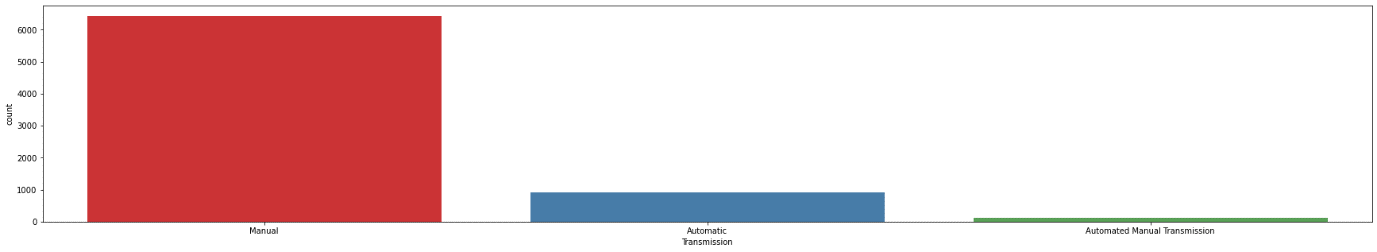 6000
5000
4000
3000
2000
1000
0
count
Manual
Automatic
Automated Manual Transmission
Transmission